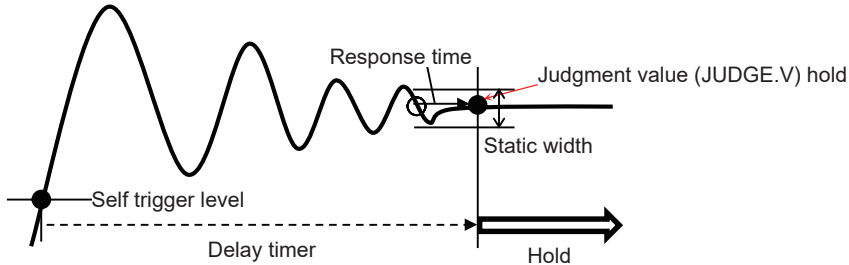 Response time
Judgment value (JUDGE.V) hold
Static width
Self trigger level
Delay timer
Hold